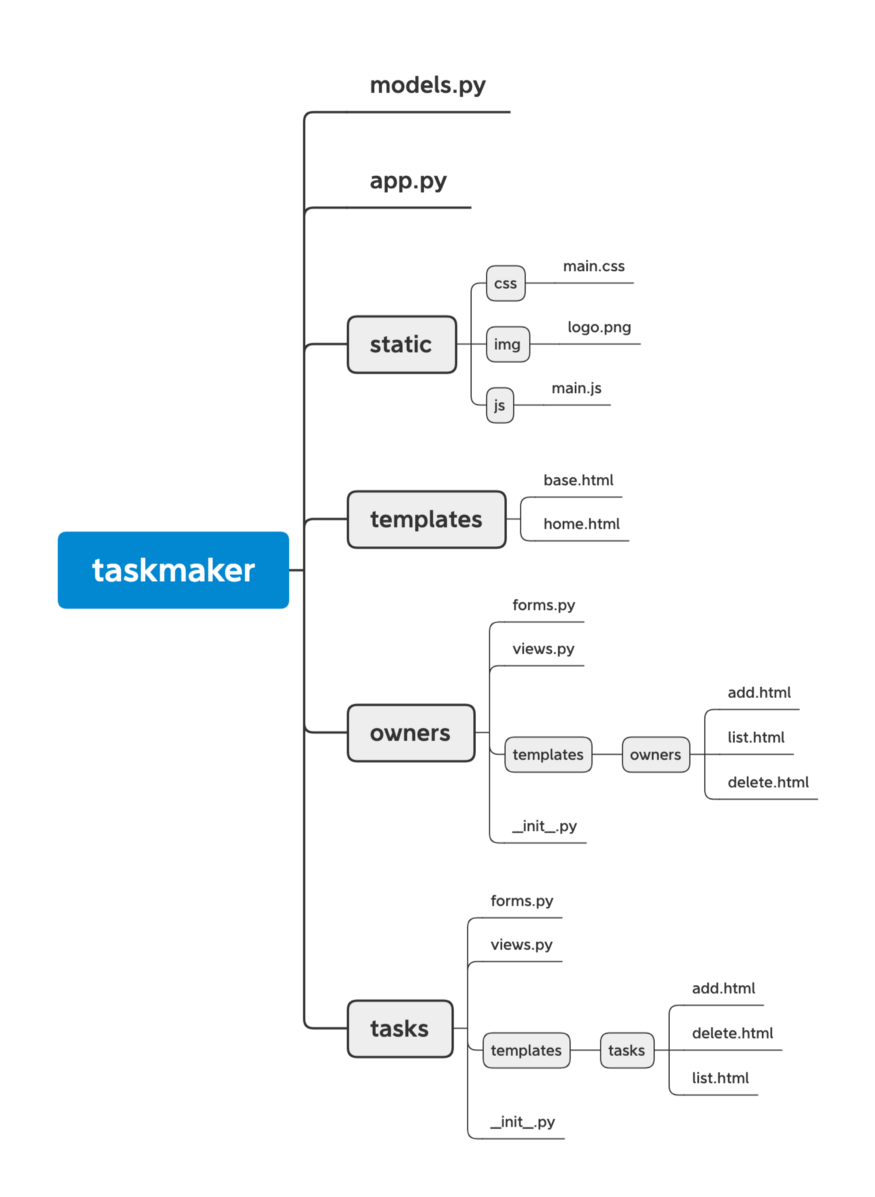 models.py
app.py
static
css
main.css
img
logo.png
js
main.js
templates
base.html
home.html
taskmaker
owners
forms.py
views.py
templates
owners
add.html
list.html
delete.html
_init_.py
tasks
forms.py
views.py
templates
tasks
add.html
delete.html
list.html
_init_.py